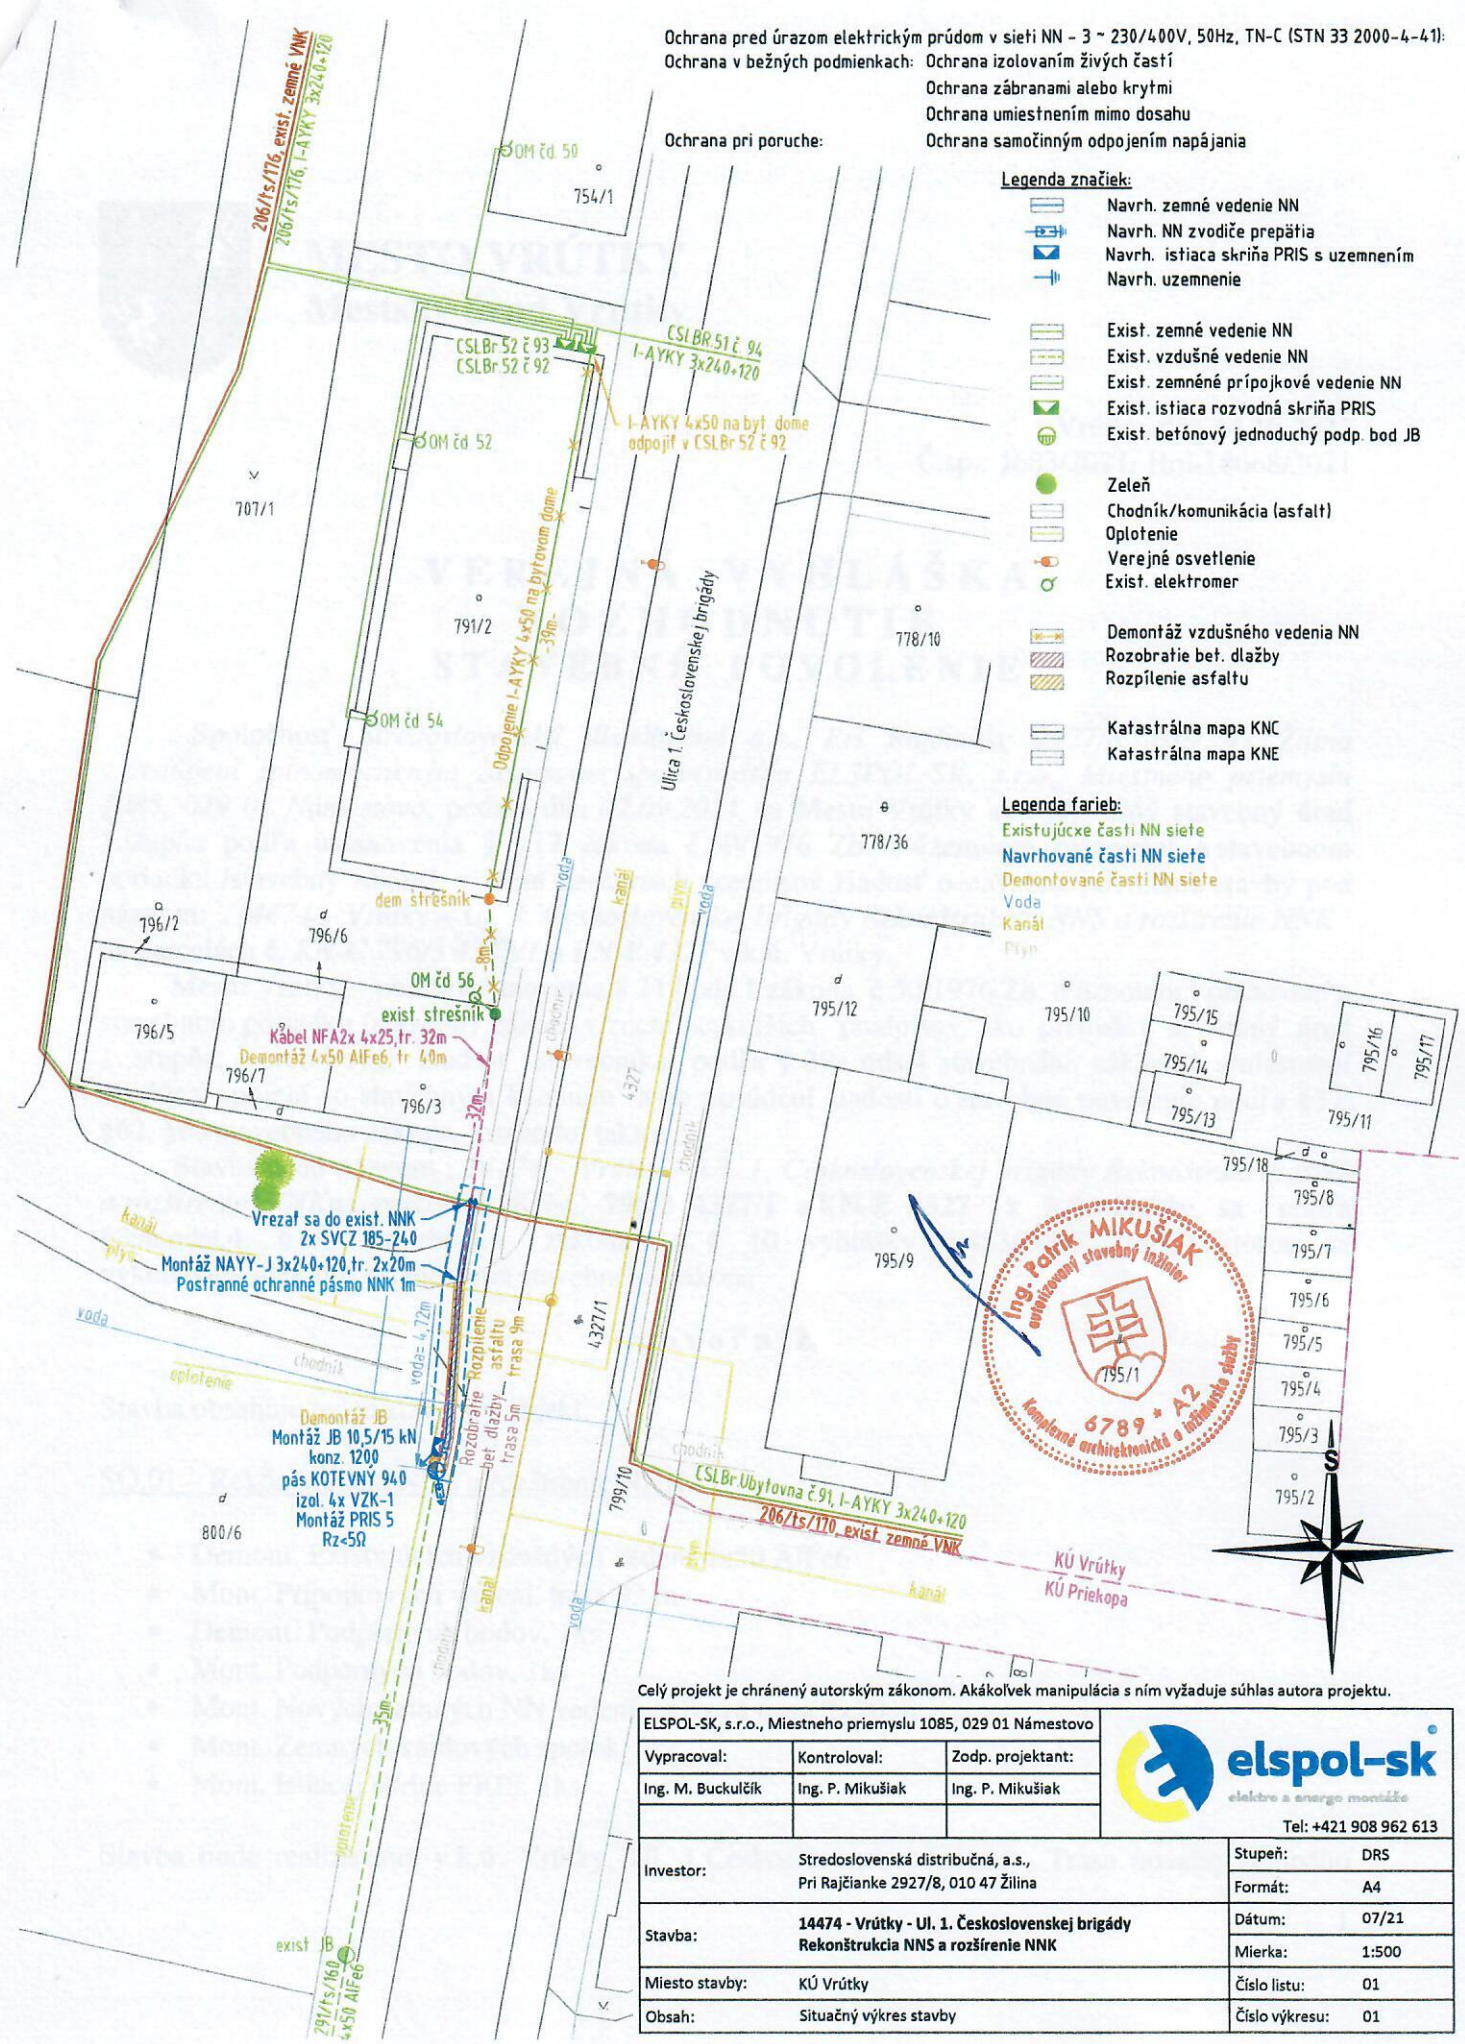 Ochrana pred úrazom elektrickým prúdom v sieti NN - 3 ~ 230/400V, 50Hz, TN-C (STN 33 2000-4-41):
Ochrana v bežných podmienkach: Ochrana izolovaním živých častí
Ochrana zábranami alebo krytmi
Ochrana umiestnením mimo dosahu
Ochrana pri poruche: Ochrana samočinným odpojením napájania
Legenda značiek:
Navrh. zemné vedenie NN
Navrh. NN zvodiče prepätia
Navrh. istiaca skriňa PRIS s uzemnením
Navrh. uzemnenie
Exist. zemné vedenie NN
Exist. vzdušné vedenie NN
Exist. zemnéné prípojkové vedenie NN
Exist. istiaca rozvodná skriňa PRIS
Exist. betónový jednoduchý podp. bod JB
Zeleň
Chodník/komunikácia (asfalt)
Oplotenie
Verejné osvetlenie
Exist. elektromer
Demontáž vzdušného vedenia NN
Rozobratie bet. dlažby
Rozpílenie asfaltu
Katastrálna mapa KNC
Katastrálna mapa KNE
Legenda farieb:
Existujúcxe časti NN siete
Navrhované časti NN siete
Demontované časti NN siete
Voda
Kanál
Plyn
206/ts/176, exist. zemné VNK
206/ts/176, I-AYKY 3x240+120
OM čd. 50
754/1
CSLBr.52 č 93
CSLBr.52 č 92
CSLBR.51 č. 94
I-AYKY 3x240+120
I-AYKY 4x50 na byt. dome
odpojiť v CSLBr 52 č 92
OM čd 52
707/1
791/2
Odpojenie I-AYKY 4x50 na bytovom dome
-39m-
Ulica 1. Československej brigády
778/10
OM čd 54
778/36
voda
kanál
plyn
voda
dem strešník
796/2
796/6
-8m-
OM čd 56
exist. strešník
796/5
Kábel NFA2x 4x25,tr. 32m
Demontáž 4x50 AlFe6, tr 40m
796/7
796/3
-32m-
chodník
4327
chodník
795/12
795/10
795/15
795/14
795/13
795/16
795/17
795/11
795/18
795/8
795/7
795/6
795/5
795/4
795/3
795/2
795/9
795/1
Ing. Patrik MIKUŠIAK
autorizovaný stavebný inžinier
6789 * A2
Komplexné architektonické a inžinierske služby
kanál
plyn
Vrezať sa do exist. NNK
2x SVCZ 185-240
Montáž NAYY-J 3x240+120,tr. 2x20m
Postranné ochranné pásmo NNK 1m
voda
chodník
oplotenie
voda= 4,72m
Rozpílenie
asfaltu
trasa 9m
Rozobratie
bet dlažby
trasa 5m
4327/1
Demontáž JB
Montáž JB 10,5/15 kN
konz. 1200
pás KOTEVNÝ 940
izol. 4x VZK-1
Montáž PRIS 5
Rz<5Ω
800/6
799/10
chodník
CSLBr.Ubytovna č.91, I-AYKY 3x240+120
206/ts/170, exist. zemné VNK
KÚ Vrútky
KÚ Priekopa
kanál
plyn
kanál
voda
chodník
-35m-
oplotenie
exist JB
291/ts/160
4x50 AlFe6
S
Celý projekt je chránený autorským zákonom. Akákoľvek manipulácia s ním vyžaduje súhlas autora projektu.
ELSPOL-SK, s.r.o., Miestneho priemyslu 1085, 029 01 Námestovo
Vypracoval: Kontroloval: Zodp. projektant:
Ing. M. Buckulčík Ing. P. Mikušiak Ing. P. Mikušiak
elspol-sk
elektro a energo montáže
Tel: +421 908 962 613
Investor: Stredoslovenská distribučná, a.s.,
Pri Rajčianke 2927/8, 010 47 Žilina
Stupeň: DRS
Formát: A4
Stavba: 14474 - Vrútky - Ul. 1. Československej brigády
Rekonštrukcia NNS a rozšírenie NNK
Dátum: 07/21
Mierka: 1:500
Miesto stavby: KÚ Vrútky
Číslo listu: 01
Obsah: Situačný výkres stavby
Číslo výkresu: 01